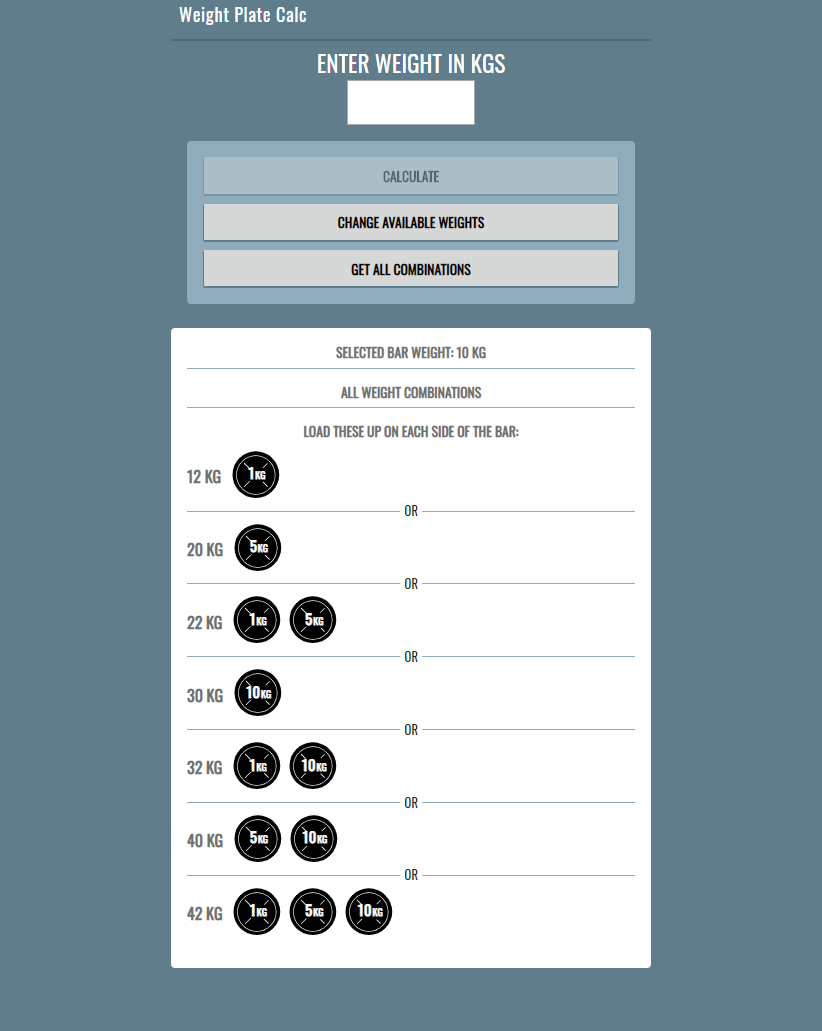 Weight Plate Calc
ENTER WEIGHT IN KGS
CALCULATE
CHANGE AVAILABLE WEIGHTS
GET ALL COMBINATIONS
SELECTED BAR WEIGHT: 10 KG
ALL WEIGHT COMBINATIONS
LOAD THESE UP ON EACH SIDE OF THE BAR:
12 KG 1KG
OR
20 KG 5KG
OR
22 KG 1KG 5KG
OR
30 KG 10KG
OR
32 KG 1KG 10KG
OR
40 KG 5KG 10KG
OR
42 KG 1KG 5KG 10KG